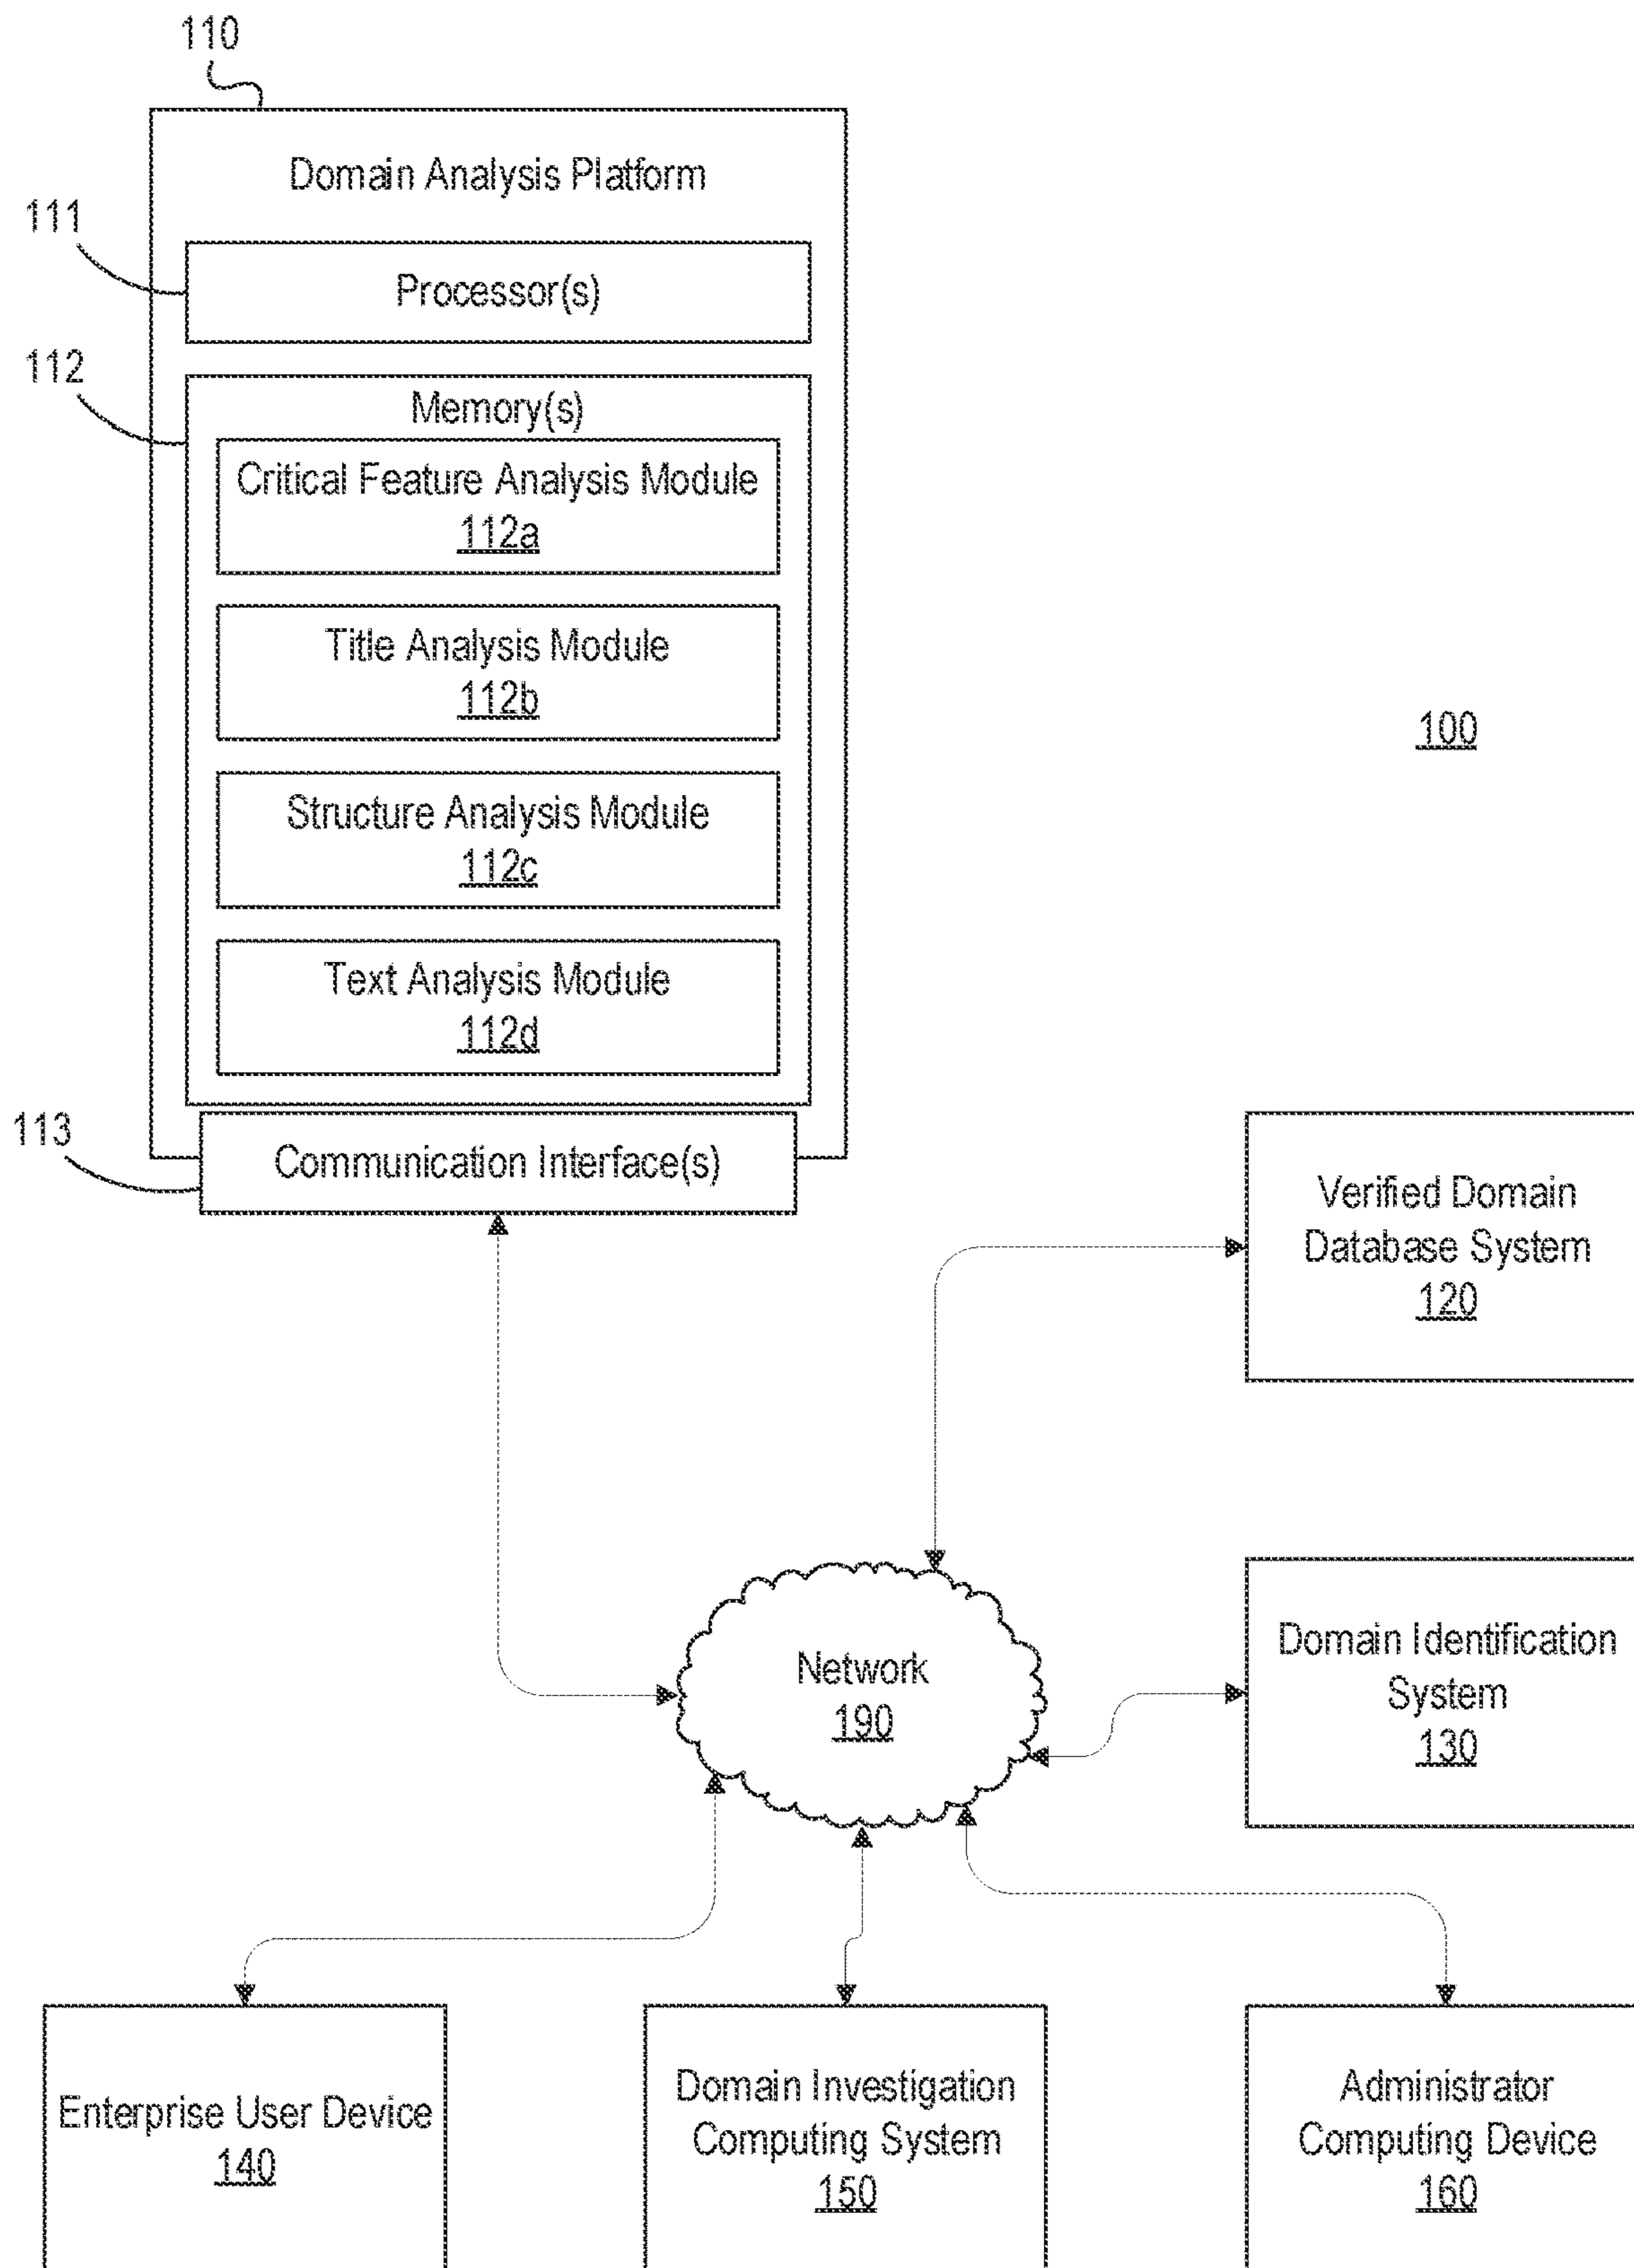 110
Domain Analysis Platform
111
Processor(s)
112
Memory(s)
Critical Feature Analysis Module
112a
Title Analysis Module
112b
100
Structure Analysis Module
112c
Text Analysis Module
112d
113
Communication Interface(s)
Verified Domain
Database System
120
Domain Identification
System
130
Network
190
Enterprise User Device
140
Domain Investigation
Computing System
150
Administrator
Computing Device
160